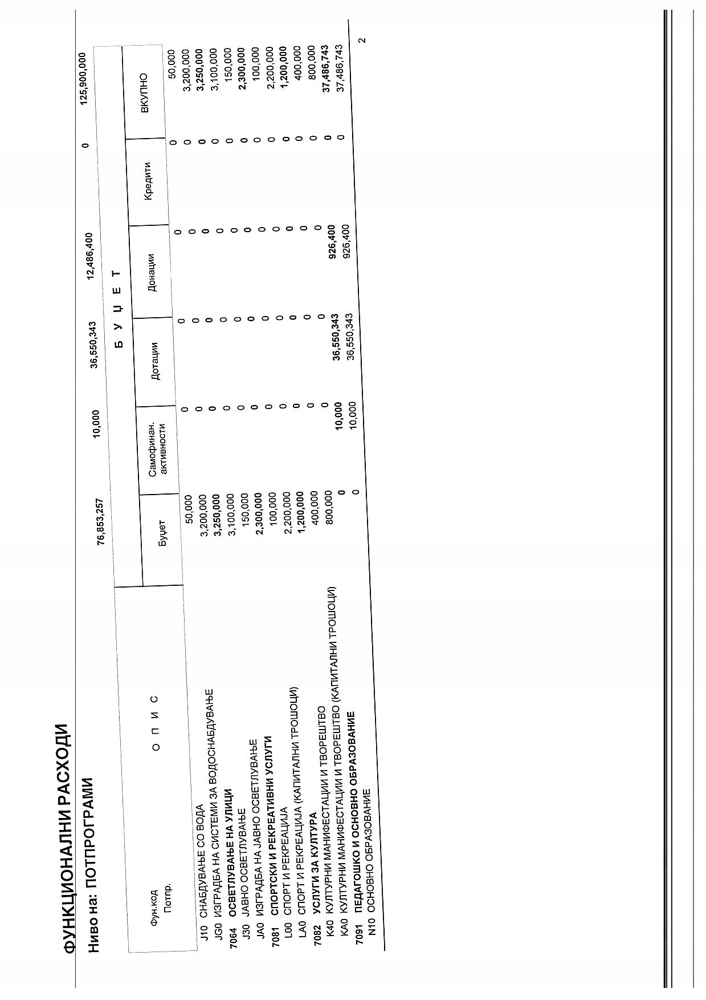 ФУНКЦИОНАЛНИ РАСХОДИ
Ниво на: ПОТПРОГРАМИ 76,853,257 10,000 36,550,343 12,486,400 0 125,900,000
Б У Џ Е Т
Фун.код Потпр. О П И С Буџет Самофинан. активности Дотации Донации Кредити ВКУПНО
J10 СНАБДУВАЊЕ СО ВОДА 50,000 0 0 0 0 50,000
JG0 ИЗГРАДБА НА СИСТЕМИ ЗА ВОДОСНАБДУВАЊЕ 3,200,000 0 0 0 0 3,200,000
7064 ОСВЕТЛУВАЊЕ НА УЛИЦИ 3,250,000 0 0 0 0 3,250,000
J30 ЈАВНО ОСВЕТЛУВАЊЕ 3,100,000 0 0 0 0 3,100,000
JA0 ИЗГРАДБА НА ЈАВНО ОСВЕТЛУВАЊЕ 150,000 0 0 0 0 150,000
7081 СПОРТСКИ И РЕКРЕАТИВНИ УСЛУГИ 2,300,000 0 0 0 0 2,300,000
L00 СПОРТ И РЕКРЕАЦИЈА 100,000 0 0 0 0 100,000
LA0 СПОРТ И РЕКРЕАЦИЈА (КАПИТАЛНИ ТРОШОЦИ) 2,200,000 0 0 0 0 2,200,000
7082 УСЛУГИ ЗА КУЛТУРА 1,200,000 0 0 0 0 1,200,000
K40 КУЛТУРНИ МАНИФЕСТАЦИИ И ТВОРЕШТВО 400,000 0 0 0 0 400,000
KA0 КУЛТУРНИ МАНИФЕСТАЦИИ И ТВОРЕШТВО (КАПИТАЛНИ ТРОШОЦИ) 800,000 0 0 0 0 800,000
7091 ПЕДАГОШКО И ОСНОВНО ОБРАЗОВАНИЕ 0 10,000 36,550,343 926,400 0 37,486,743
N10 ОСНОВНО ОБРАЗОВАНИЕ 0 10,000 36,550,343 926,400 0 37,486,743
2